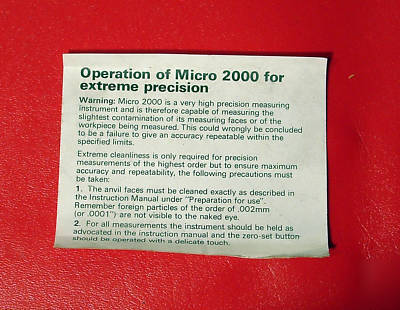 Operation of Micro 2000 for
extreme precision
Warning: Micro 2000 is a very high precision measuring
instrument and is therefore capable of measuring the
slightest contamination of its measuring faces or of the
workpiece being measured. This could wrongly be concluded
to be a failure to give an accuracy repeatable within the
specified limits.
Extreme cleanliness is only required for precision
measurements of the highest order but to ensure maximum
accuracy and repeatability, the following precautions must
be taken:
1. The anvil faces must be cleaned exactly as described in
the Instruction Manual under "Preparation for use".
Remember foreign particles of the order of .002mm
(or .0001") are not visible to the naked eye.
2. For all measurements the instrument should be held as
advocated in the instruction manual and the zero-set button
should be operated with a delicate touch.